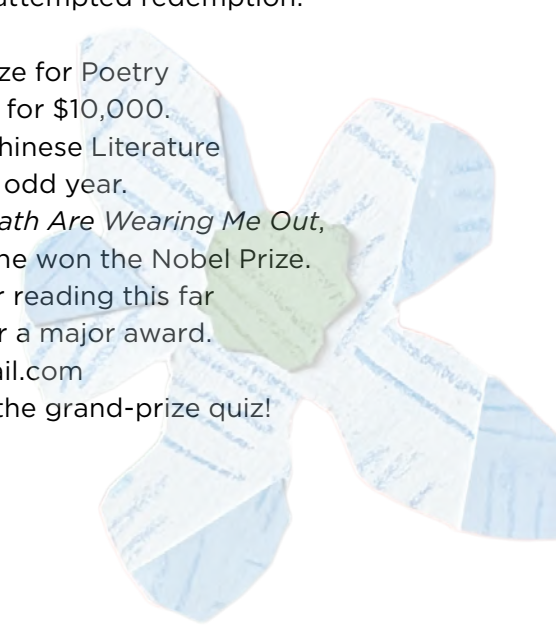 attempted redemption.
ze for Poetry
for $10,000.
hinese Literature
odd year.
ath Are Wearing Me Out,
he won the Nobel Prize.
r reading this far
r a major award.
ail.com
the grand-prize quiz!